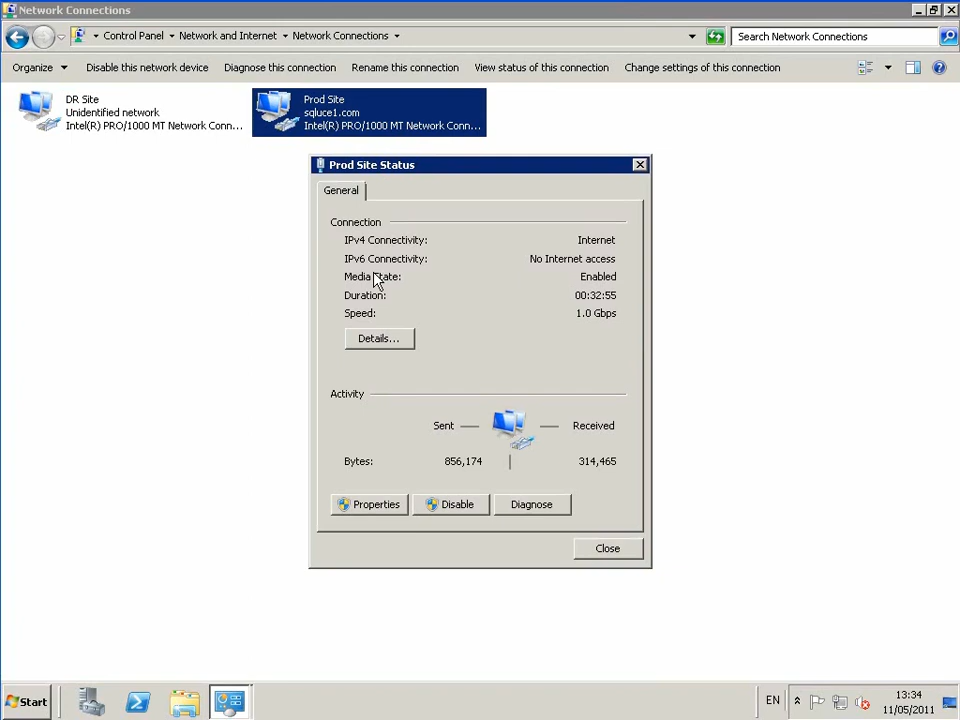 Network Connections
Control Panel Network and Internet Network Connections
Search Network Connections
Organize Disable this network device Diagnose this connection Rename this connection View status of this connection Change settings of this connection
DR Site
Unidentified network
Intel(R) PRO/1000 MT Network Conn...
Prod Site
sqluce1.com
Intel(R) PRO/1000 MT Network Conn...
Prod Site Status
General
Connection
IPv4 Connectivity: Internet
IPv6 Connectivity: No Internet access
Media State: Enabled
Duration: 00:32:55
Speed: 1.0 Gbps
Details...
Activity
Sent Received
Bytes: 856,174 314,465
Properties Disable Diagnose
Close
Start
EN
13:34
11/05/2011